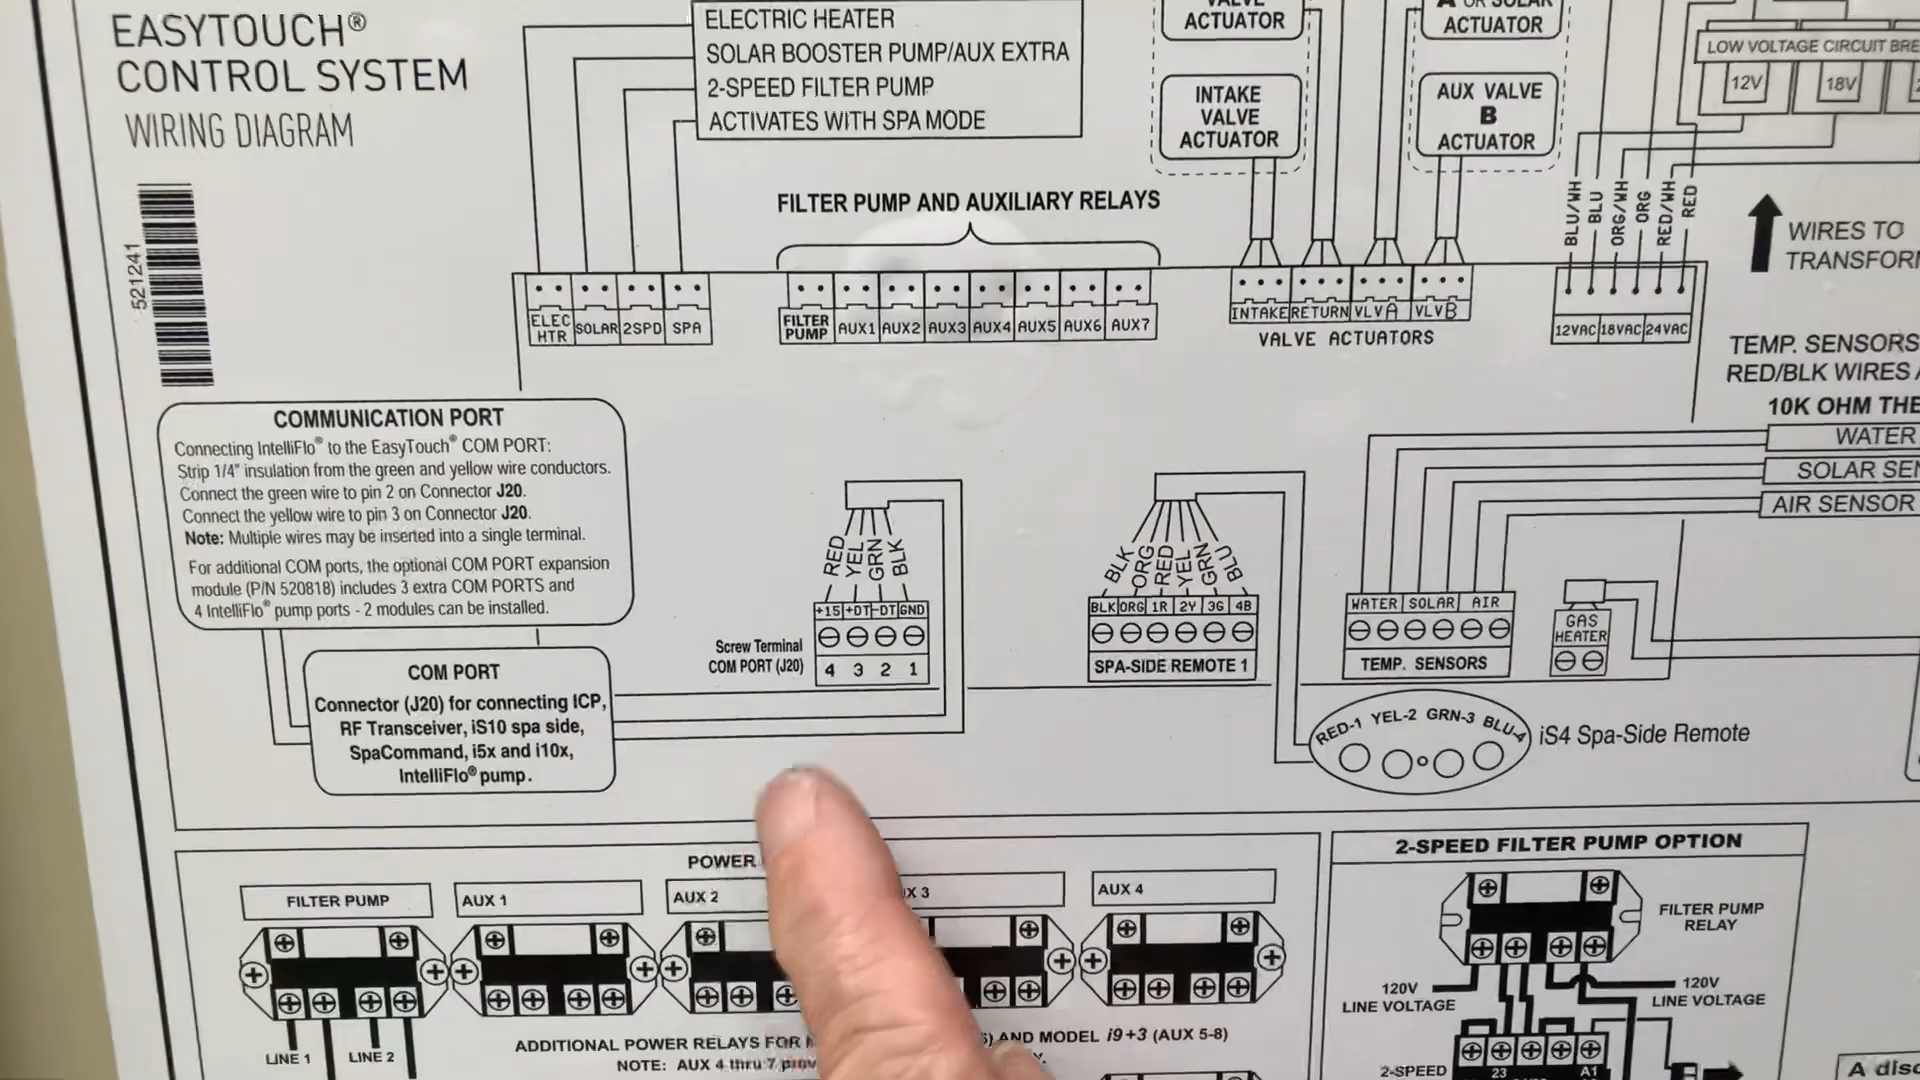 EASYTOUCH®
CONTROL SYSTEM
WIRING DIAGRAM
521241
ELECTRIC HEATER
SOLAR BOOSTER PUMP/AUX EXTRA
2-SPEED FILTER PUMP
ACTIVATES WITH SPA MODE
ACTUATOR
INTAKE
VALVE
ACTUATOR
A OR SOLAR
ACTUATOR
AUX VALVE
B
ACTUATOR
LOW VOLTAGE CIRCUIT BRE
12V
18V
BLU/WH
BLU
ORG/WH
ORG
RED/WH
RED
WIRES TO
FILTER PUMP AND AUXILIARY RELAYS
ELEC
HTR
SOLAR
2SPD
SPA
FILTER
PUMP
AUX1
AUX2
AUX3
AUX4
AUX5
AUX6
AUX7
INTAKE
RETURN
VLVA
VLVB
VALVE ACTUATORS
12VAC
18VAC
24VAC
TEMP. SENSORS
RED/BLK WIRES
10K OHM
WATER
SOLAR
AIR SENSOR
COMMUNICATION PORT
Connecting IntelliFlo® to the EasyTouch® COM PORT:
Strip 1/4" insulation from the green and yellow wire conductors.
Connect the green wire to pin 2 on Connector J20.
Connect the yellow wire to pin 3 on Connector J20.
Note: Multiple wires may be inserted into a single terminal.
For additional COM ports, the optional COM PORT expansion
module (P/N 520818) includes 3 extra COM PORTS and
4 IntelliFlo® pump ports - 2 modules can be installed.
COM PORT
Connector (J20) for connecting ICP,
RF Transceiver, iS10 spa side,
SpaCommand, i5x and i10x,
IntelliFlo® pump.
RED
YEL
GRN
BLK
+15
+DT
-DT
GND
Screw Terminal
COM PORT (J20)
4 3 2 1
BLK
ORG
RED
YEL
GRN
BLU
BLK
ORG
1R
2Y
3G
4B
SPA-SIDE REMOTE 1
WATER
SOLAR
AIR
TEMP. SENSORS
GAS
HEATER
RED-1 YEL-2 GRN-3 BLU-4
iS4 Spa-Side Remote
POWER
FILTER PUMP
AUX 1
AUX 2
X 3
AUX 4
LINE 1
LINE 2
ADDITIONAL POWER RELAYS FOR
AND MODEL i9+3 (AUX 5-8)
NOTE: AUX 4 thru 7
2-SPEED FILTER PUMP OPTION
FILTER PUMP
RELAY
120V
LINE VOLTAGE
120V
LINE VOLTAGE
2-SPEED
23
A1